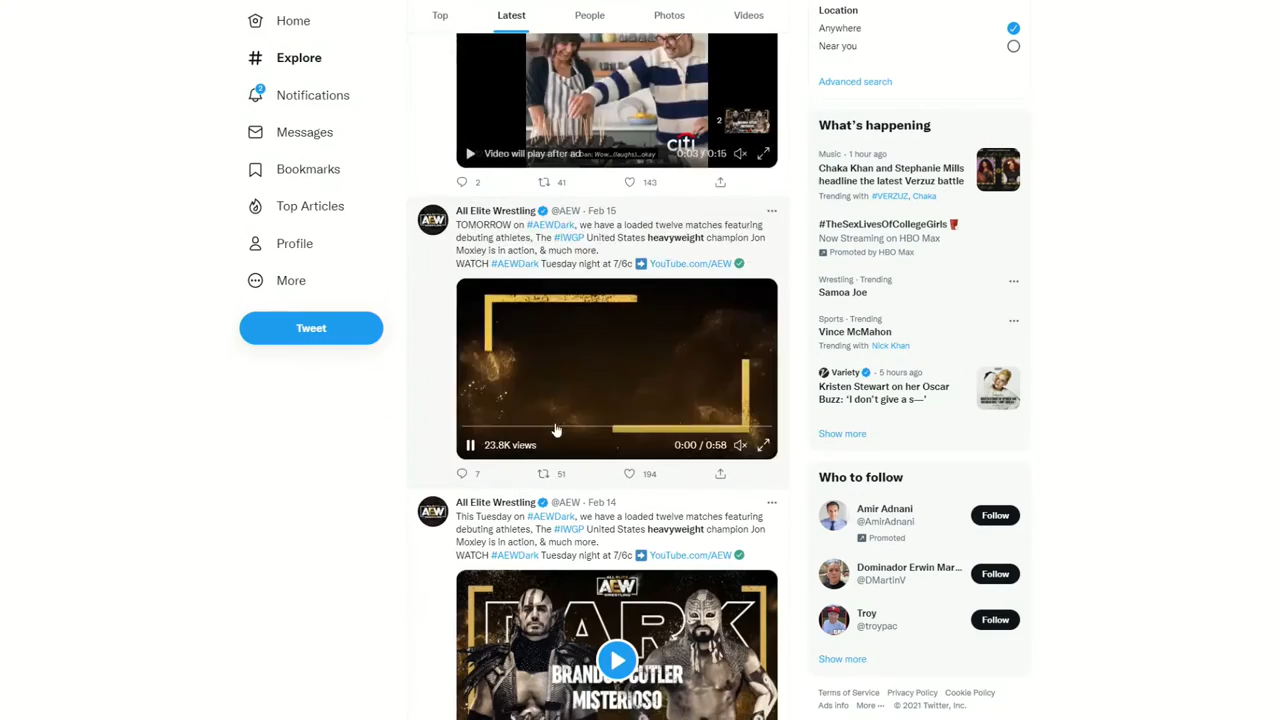 Home
Explore
2
Notifications
Messages
Bookmarks
Top Articles
Profile
More
Tweet
Top
Latest
People
Photos
Videos
2
citi
Video will play after ad
0:03 / 0:15
2
41
143
All Elite Wrestling @AEW · Feb 15
TOMORROW on #AEWDark, we have a loaded twelve matches featuring
debuting athletes, The #IWGP United States heavyweight champion Jon
Moxley is in action, & much more.
WATCH #AEWDark Tuesday night at 7/6c ➡ YouTube.com/AEW
23.8K views
0:00 / 0:58
7
51
194
All Elite Wrestling @AEW · Feb 14
This Tuesday on #AEWDark, we have a loaded twelve matches featuring
debuting athletes, The #IWGP United States heavyweight champion Jon
Moxley is in action, & much more.
WATCH #AEWDark Tuesday night at 7/6c ➡ YouTube.com/AEW
AEW
DARK
BRANDON CUTLER
MISTERIOSO
Location
Anywhere
Near you
Advanced search
What's happening
Music · 1 hour ago
Chaka Khan and Stephanie Mills
headline the latest Verzuz battle
Trending with #VERZUZ, Chaka
#TheSexLivesOfCollegeGirls
Now Streaming on HBO Max
Promoted by HBO Max
Wrestling · Trending
Samoa Joe
Sports · Trending
Vince McMahon
Trending with Nick Khan
Variety · 5 hours ago
Kristen Stewart on her Oscar
Buzz: 'I don't give a s—'
Show more
Who to follow
Amir Adnani
@AmirAdnani
Promoted
Follow
Dominador Erwin Mar...
@DMartinV
Follow
Troy
@troypac
Follow
Show more
Terms of Service Privacy Policy Cookie Policy
Ads info More ··· © 2021 Twitter, Inc.